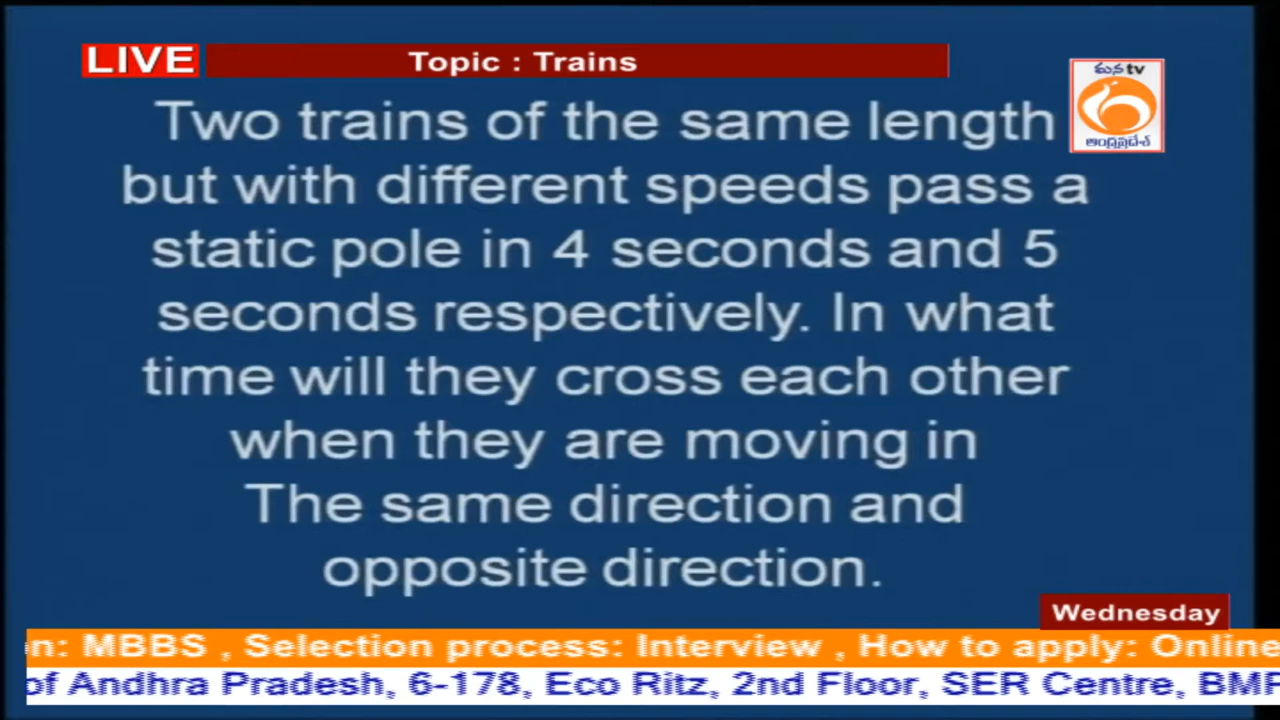 LIVE
Topic : Trains
మన tv
ఆంధ్రప్రదేశ్
Two trains of the same length
but with different speeds pass a
static pole in 4 seconds and 5
seconds respectively. In what
time will they cross each other
when they are moving in
The same direction and
opposite direction.
Wednesday
n: MBBS , Selection process: Interview , How to apply: Online
of Andhra Pradesh, 6-178, Eco Ritz, 2nd Floor, SER Centre, BMP